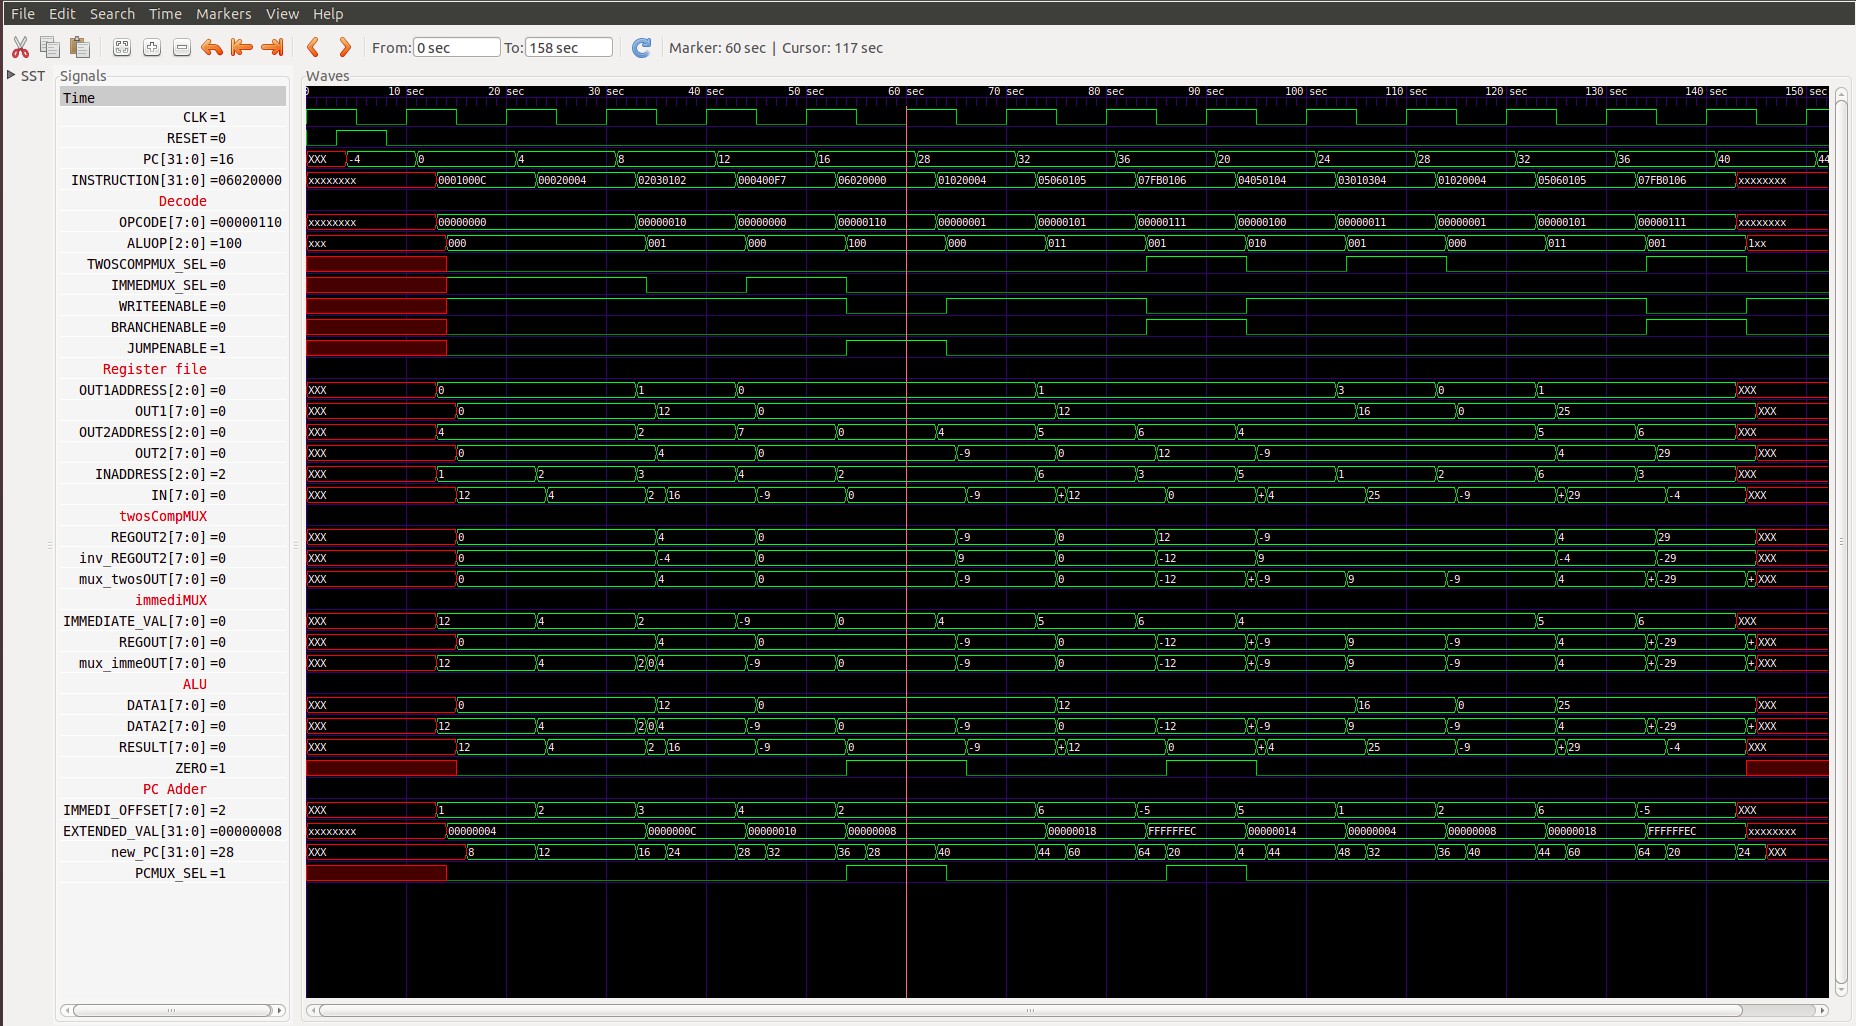 File Edit Search Time Markers View Help
From: 0 sec To: 158 sec Marker: 60 sec | Cursor: 117 sec
SST Signals Waves
Time 0 10 sec 20 sec 30 sec 40 sec 50 sec 60 sec 70 sec 80 sec 90 sec 100 sec 110 sec 120 sec 130 sec 140 sec 150 sec
CLK =1
RESET =0
PC[31:0] =16 XXX -4 0 4 8 12 16 28 32 36 20 24 28 32 36 40 44
INSTRUCTION[31:0] =06020000 xxxxxxxx 0001000C 00020004 02030102 000400F7 06020000 01020004 05060105 07FB0106 04050104 03010304 01020004 05060105 07FB0106 xxxxxxxx
Decode
OPCODE[7:0] =00000110 xxxxxxxx 00000000 00000010 00000000 00000110 00000001 00000101 00000111 00000100 00000011 00000001 00000101 00000111 xxxxxxxx
ALUOP[2:0] =100 xxx 000 001 000 100 000 011 001 010 001 000 011 001 1xx
TWOSCOMPMUX_SEL =0
IMMEDMUX_SEL =0
WRITEENABLE =0
BRANCHENABLE =0
JUMPENABLE =1
Register file
OUT1ADDRESS[2:0] =0 XXX 0 1 0 1 3 0 1 XXX
OUT1[7:0] =0 XXX 0 12 0 12 16 0 25 XXX
OUT2ADDRESS[2:0] =0 XXX 4 2 7 0 4 5 6 4 5 6 XXX
OUT2[7:0] =0 XXX 0 4 0 -9 0 12 -9 4 29 XXX
INADDRESS[2:0] =2 XXX 1 2 3 4 2 6 3 5 1 2 6 3 XXX
IN[7:0] =0 XXX 12 4 2 16 -9 0 -9 + 12 0 + 4 25 -9 + 29 -4 XXX
twosCompMUX
REGOUT2[7:0] =0 XXX 0 4 0 -9 0 12 -9 4 29 XXX
inv_REGOUT2[7:0] =0 XXX 0 -4 0 9 0 -12 9 -4 -29 XXX
mux_twosOUT[7:0] =0 XXX 0 4 0 -9 0 -12 + -9 9 -9 4 + -29 + XXX
immediMUX
IMMEDIATE_VAL[7:0] =0 XXX 12 4 2 -9 0 4 5 6 4 5 6 XXX
REGOUT[7:0] =0 XXX 0 4 0 -9 0 -12 + -9 9 -9 4 + -29 + XXX
mux_immeOUT[7:0] =0 XXX 12 4 2 0 4 -9 0 -9 0 -12 + -9 9 -9 4 + -29 + XXX
ALU
DATA1[7:0] =0 XXX 0 12 0 12 16 0 25 XXX
DATA2[7:0] =0 XXX 12 4 2 0 4 -9 0 -9 0 -12 + -9 9 -9 4 + -29 + XXX
RESULT[7:0] =0 XXX 12 4 2 16 -9 0 -9 + 12 0 + 4 25 -9 + 29 -4 XXX
ZERO =1
PC Adder
IMMEDI_OFFSET[7:0] =2 XXX 1 2 3 4 2 6 -5 5 1 2 6 -5 XXX
EXTENDED_VAL[31:0] =00000008 xxxxxxxx 00000004 0000000C 00000010 00000008 00000018 FFFFFFEC 00000014 00000004 00000008 00000018 FFFFFFEC xxxxxxxx
new_PC[31:0] =28 XXX 8 12 16 24 28 32 36 28 40 44 60 64 20 4 44 48 32 36 40 44 60 64 20 24 XXX
PCMUX_SEL =1